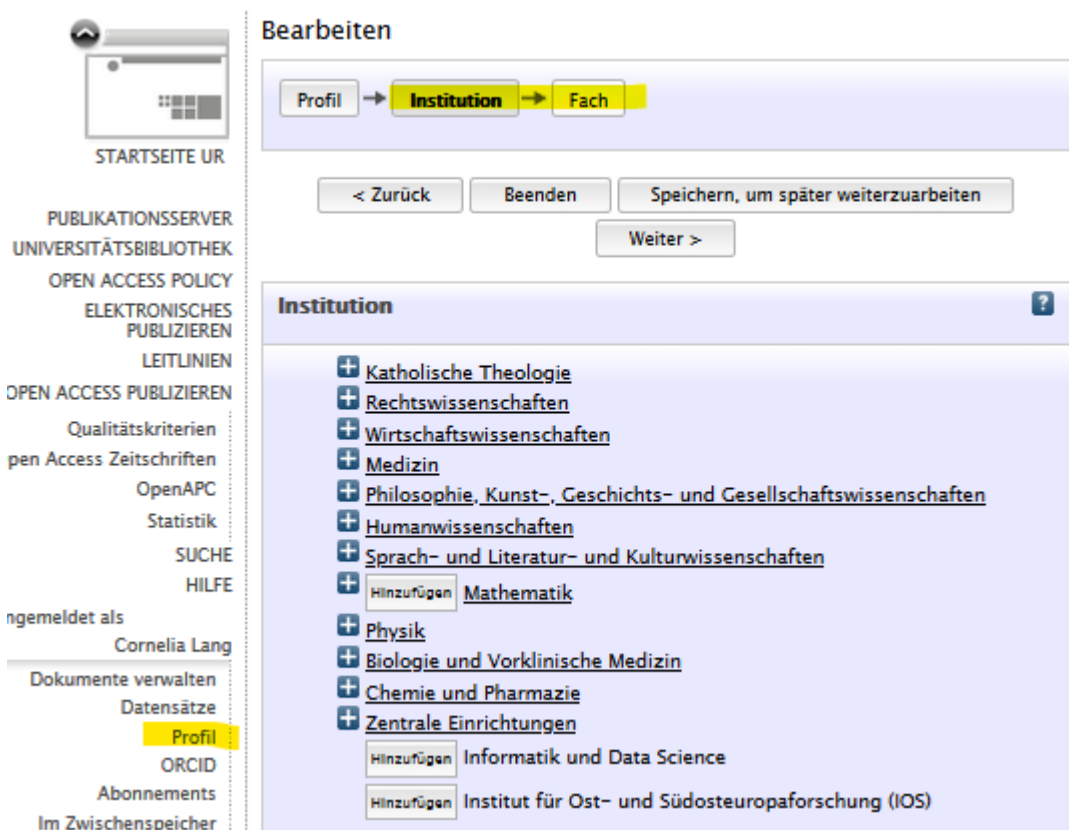 STARTSEITE UR
PUBLIKATIONSSERVER
UNIVERSITÄTSBIBLIOTHEK
OPEN ACCESS POLICY
ELEKTRONISCHES
PUBLIZIEREN
LEITLINIEN
OPEN ACCESS PUBLIZIEREN
Qualitätskriterien
pen Access Zeitschriften
OpenAPC
Statistik
SUCHE
HILFE
ngemeldet als
Cornelia Lang
Dokumente verwalten
Datensätze
Profil
ORCID
Abonnements
Im Zwischenspeicher
Bearbeiten
Profil → Institution → Fach
< Zurück Beenden Speichern, um später weiterzuarbeiten
Weiter >
Institution ?
Katholische Theologie
Rechtswissenschaften
Wirtschaftswissenschaften
Medizin
Philosophie, Kunst-, Geschichts- und Gesellschaftswissenschaften
Humanwissenschaften
Sprach- und Literatur- und Kulturwissenschaften
Hinzufügen Mathematik
Physik
Biologie und Vorklinische Medizin
Chemie und Pharmazie
Zentrale Einrichtungen
Hinzufügen Informatik und Data Science
Hinzufügen Institut für Ost- und Südosteuropaforschung (IOS)